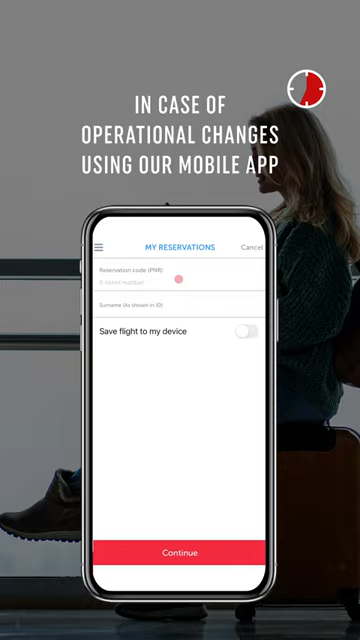 IN CASE OF
OPERATIONAL CHANGES
USING OUR MOBILE APP
MY RESERVATIONS
Cancel
Reservation code (PNR)
E-ticket number
Surname (As shown in ID)
Save flight to my device
Continue